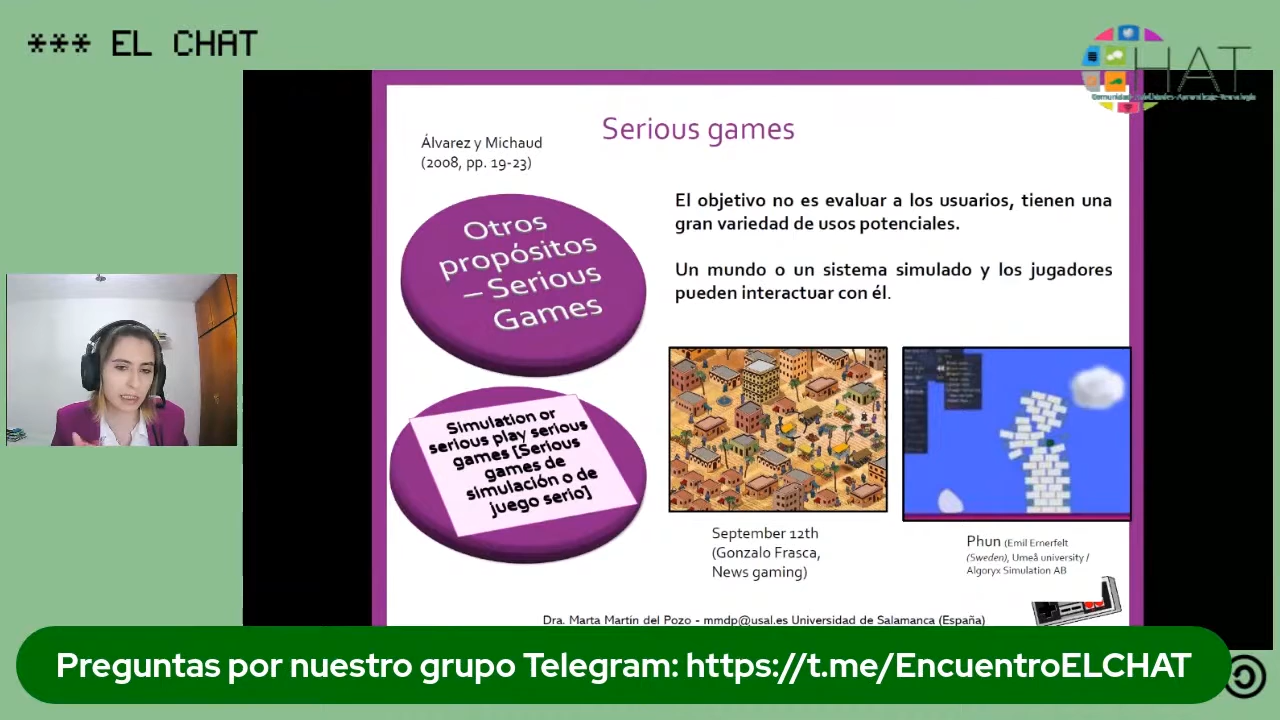 *** EL CHAT
HAT
Serious games
Álvarez y Michaud
(2008, pp. 19-23)
Otros
propósitos
– Serious
Games
El objetivo no es evaluar a los usuarios, tienen una
gran variedad de usos potenciales.
Un mundo o un sistema simulado y los jugadores
pueden interactuar con él.
Simulation or
serious play serious
games [Serious
games de
simulación o de
juego serio]
September 12th
(Gonzalo Frasca,
News gaming)
Phun (Emil Ernerfelt
(Sweden), Umeå university /
Algoryx Simulation AB
Dra. Marta Martín del Pozo - mmdp@usal.es Universidad de Salamanca (España)
Preguntas por nuestro grupo Telegram: https://t.me/EncuentroELCHAT